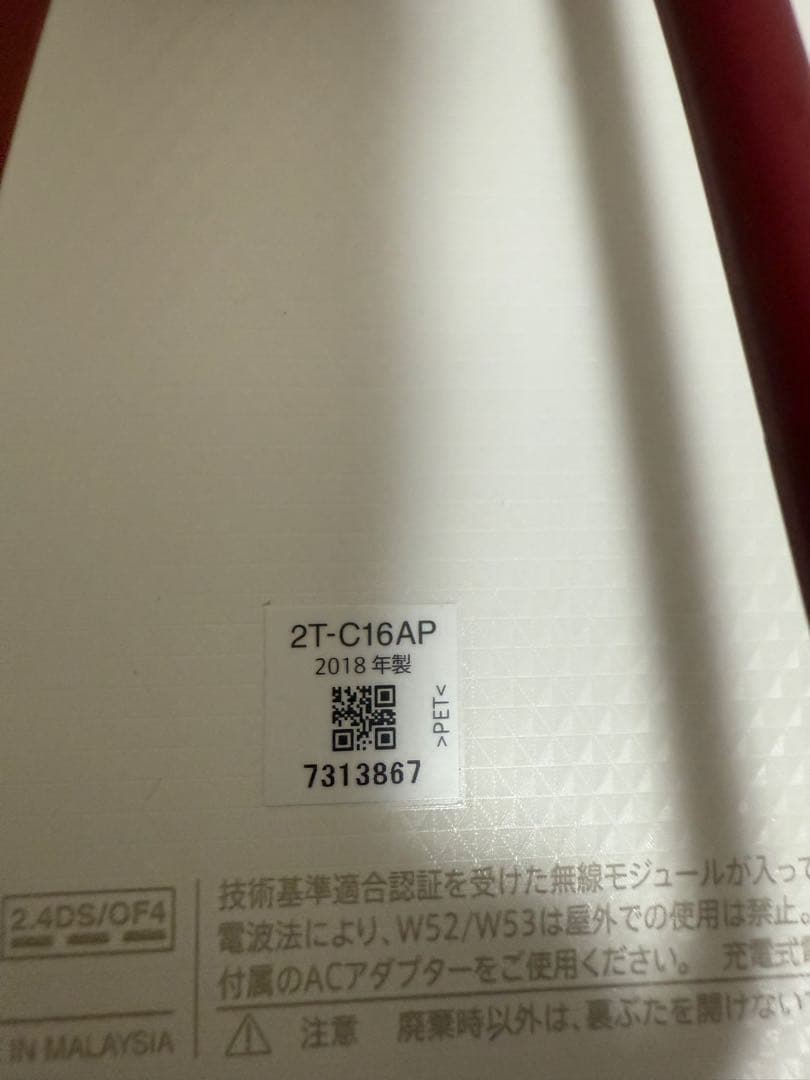 2T-C16AP
2018 年製
>PET<
7313867
2.4DS/OF4
技術基準適合認証を受けた無線モジュールが入って
電波法により、W52/W53は屋外での使用は禁止、
付属のACアダプターをご使用ください。 充電式電
IN MALAYSIA
注意 廃棄時以外は、裏ぶたを開けない